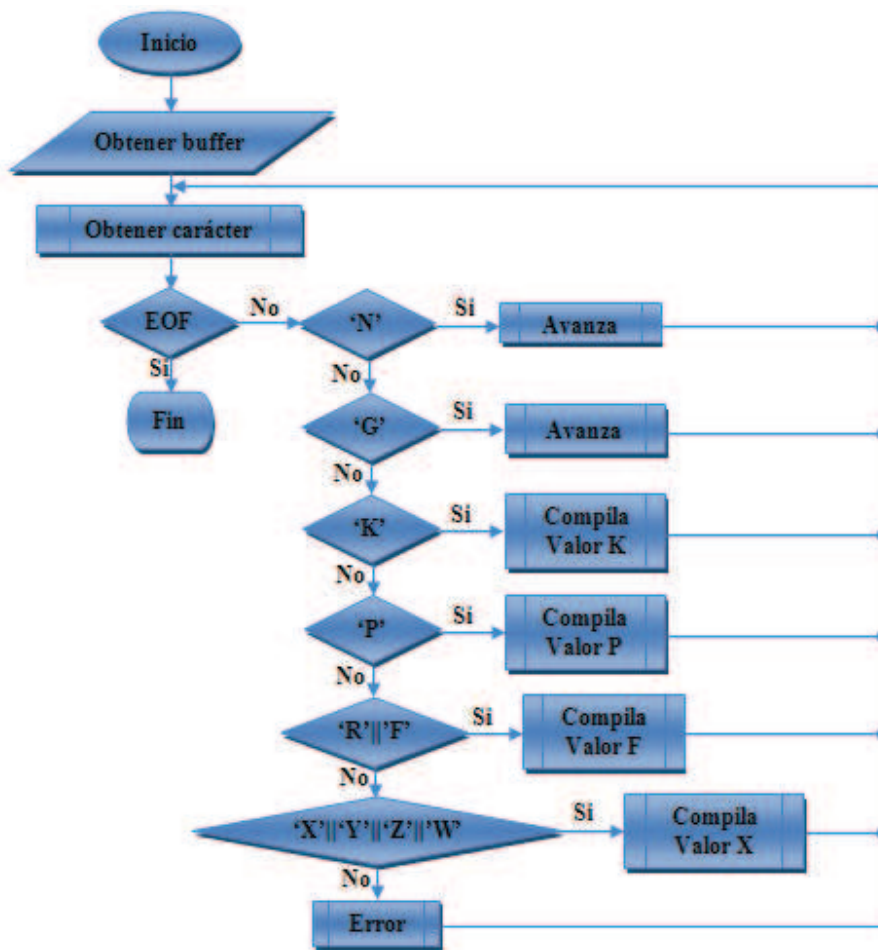 Inicio
Obtener buffer
Obtener carácter
EOF
No
‘N’
Si
Avanza
Si
No
Fin
‘G’
Si
Avanza
No
‘K’
Si
Compila
Valor K
No
‘P’
Si
Compila
Valor P
No
‘R’||’F’
Si
Compila
Valor F
No
‘X’||‘Y’||‘Z’||’W’
Si
Compila
Valor X
No
Error